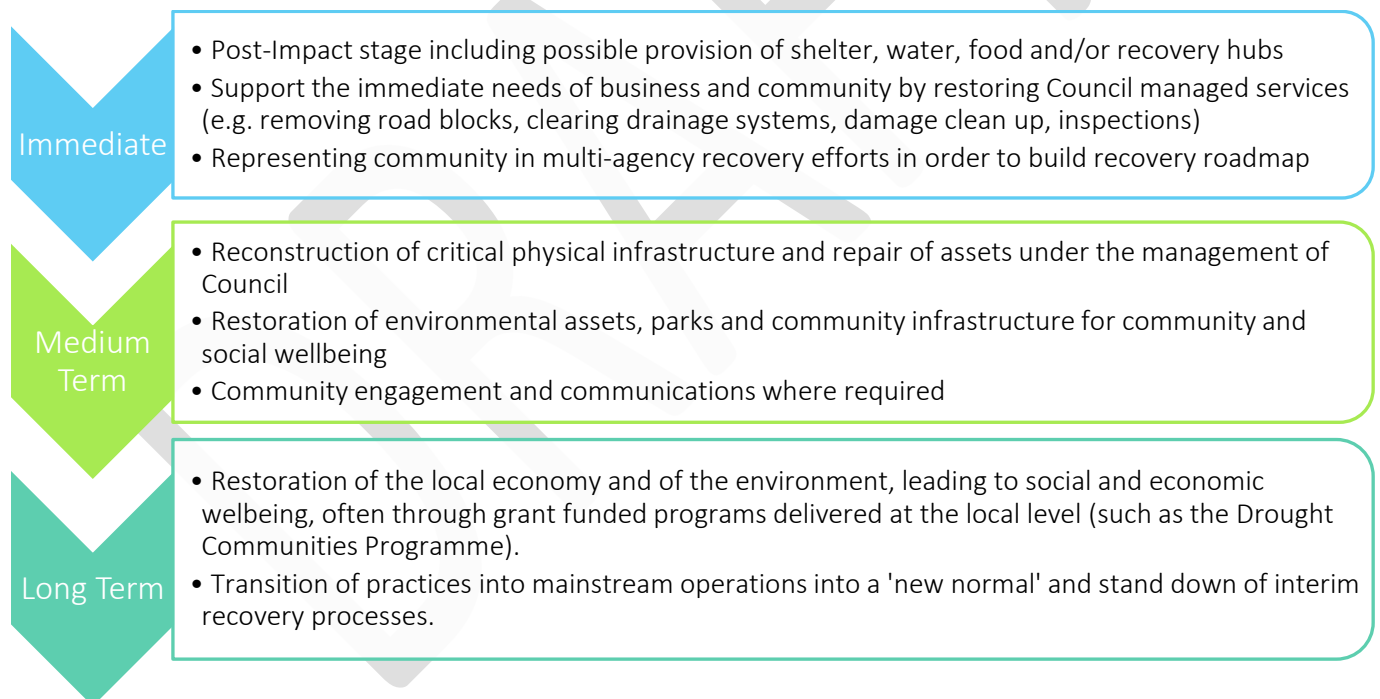 Immediate
• Post-Impact stage including possible provision of shelter, water, food and/or recovery hubs
• Support the immediate needs of business and community by restoring Council managed services
(e.g. removing road blocks, clearing drainage systems, damage clean up, inspections)
• Representing community in multi-agency recovery efforts in order to build recovery roadmap
Medium
Term
• Reconstruction of critical physical infrastructure and repair of assets under the management of
Council
• Restoration of environmental assets, parks and community infrastructure for community and
social wellbeing
• Community engagement and communications where required
Long Term
• Restoration of the local economy and of the environment, leading to social and economic
welbeing, often through grant funded programs delivered at the local level (such as the Drought
Communities Programme).
• Transition of practices into mainstream operations into a 'new normal' and stand down of interim
recovery processes.
DRA